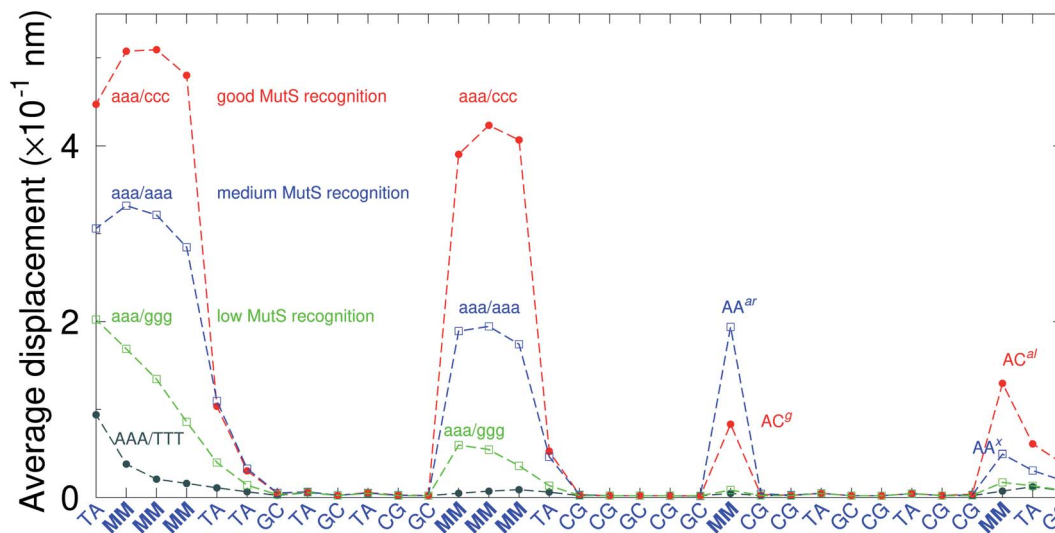 Average displacement (×10⁻¹ nm)
4
2
0
aaa/ccc good MutS recognition aaa/ccc
aaa/aaa medium MutS recognition
aaa/aaa AA^ar
aaa/ggg low MutS recognition
AC^al
AC^g
AAA/TTT aaa/ggg
AA^x
TA MM MM MM TA TA GC TA GC TA CG GC MM MM MM TA CG CG GC CG GC MM CG CG TA GC CG TA CG CG MM TA